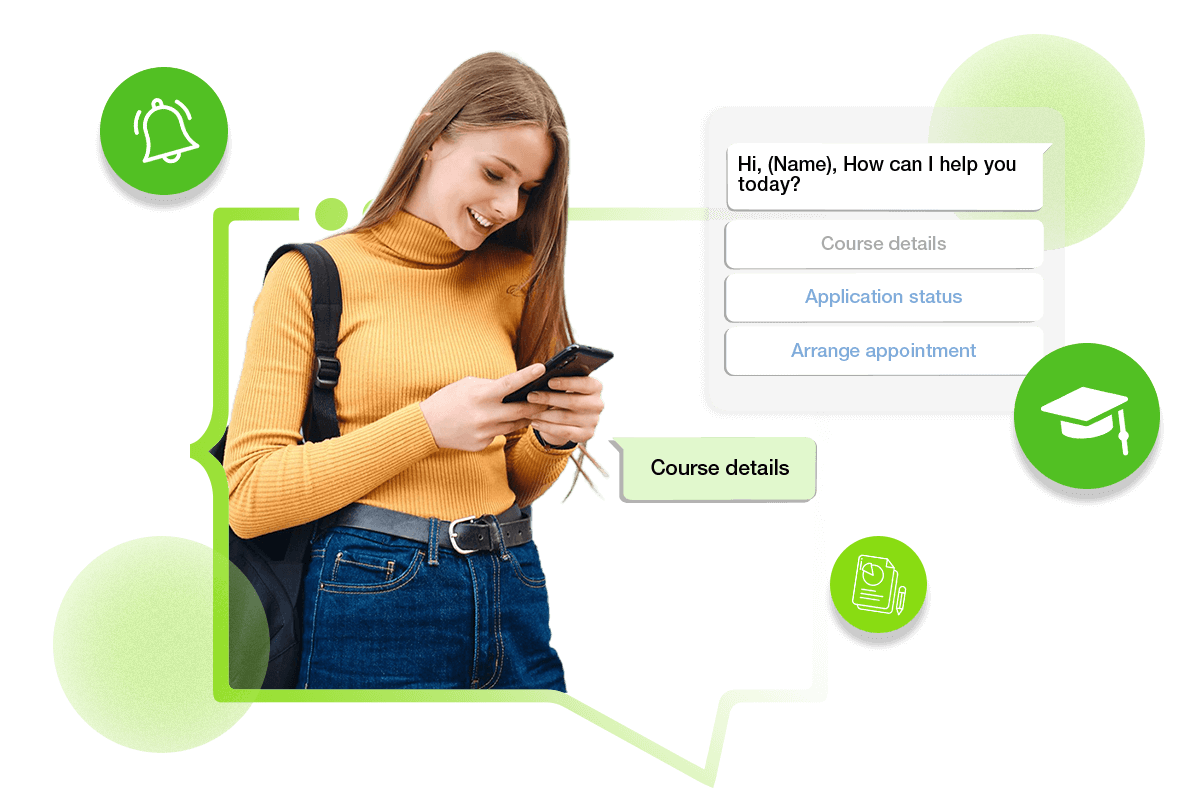 Hi, (Name), How can I help you
today?
Course details
Application status
Arrange appointment
Course details